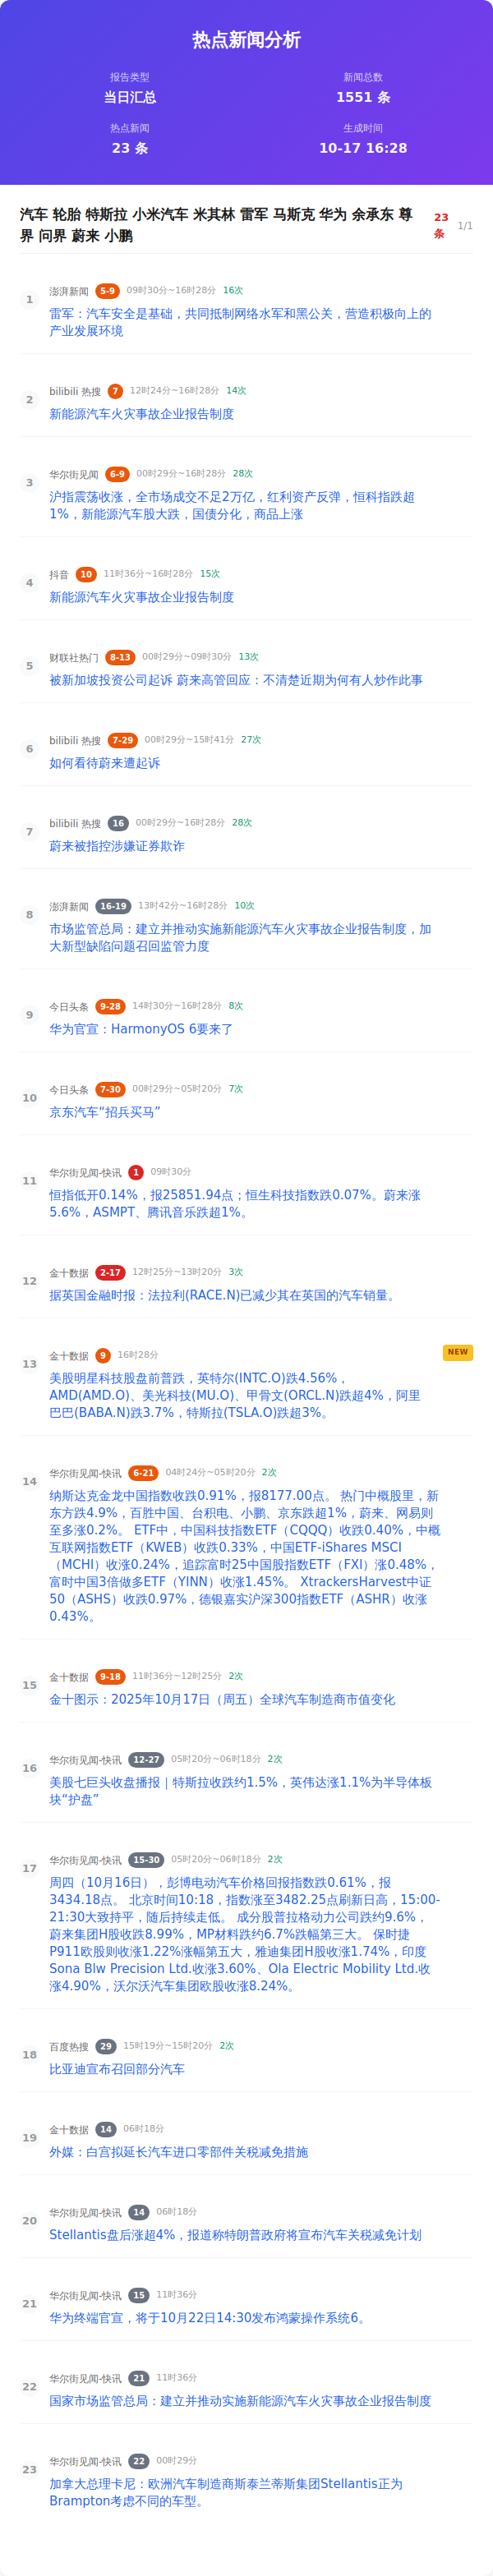 热点新闻分析
报告类型
新闻总数
当日汇总
1551 条
热点新闻
生成时间
23 条
10-17 16:28
汽车 轮胎 特斯拉 小米汽车 米其林 雷军 马斯克 华为 余承东 尊
界 问界 蔚来 小鹏
23
条
1/1
1
澎湃新闻 5-9 09时30分~16时28分 16次
雷军：汽车安全是基础，共同抵制网络水军和黑公关，营造积极向上的
产业发展环境
2
bilibili 热搜 7 12时24分~16时28分 14次
新能源汽车火灾事故企业报告制度
3
华尔街见闻 6-9 00时29分~16时28分 28次
沪指震荡收涨，全市场成交不足2万亿，红利资产反弹，恒科指跌超
1%，新能源汽车股大跌，国债分化，商品上涨
4
抖音 10 11时36分~16时28分 15次
新能源汽车火灾事故企业报告制度
5
财联社热门 8-13 00时29分~09时30分 13次
被新加坡投资公司起诉 蔚来高管回应：不清楚近期为何有人炒作此事
6
bilibili 热搜 7-29 00时29分~15时41分 27次
如何看待蔚来遭起诉
7
bilibili 热搜 16 00时29分~16时28分 28次
蔚来被指控涉嫌证券欺诈
8
澎湃新闻 16-19 13时42分~16时28分 10次
市场监管总局：建立并推动实施新能源汽车火灾事故企业报告制度，加
大新型缺陷问题召回监管力度
9
今日头条 9-28 14时30分~16时28分 8次
华为官宣：HarmonyOS 6要来了
10
今日头条 7-30 00时29分~05时20分 7次
京东汽车“招兵买马”
11
华尔街见闻-快讯 1 09时30分
恒指低开0.14%，报25851.94点；恒生科技指数跌0.07%。蔚来涨
5.6%，ASMPT、腾讯音乐跌超1%。
12
金十数据 2-17 12时25分~13时20分 3次
据英国金融时报：法拉利(RACE.N)已减少其在英国的汽车销量。
13
金十数据 9 16时28分
NEW
美股明星科技股盘前普跌，英特尔(INTC.O)跌4.56%，
AMD(AMD.O)、美光科技(MU.O)、甲骨文(ORCL.N)跌超4%，阿里
巴巴(BABA.N)跌3.7%，特斯拉(TSLA.O)跌超3%。
14
华尔街见闻-快讯 6-21 04时24分~05时20分 2次
纳斯达克金龙中国指数收跌0.91%，报8177.00点。 热门中概股里，新
东方跌4.9%，百胜中国、台积电、小鹏、京东跌超1%，蔚来、网易则
至多涨0.2%。 ETF中，中国科技指数ETF（CQQQ）收跌0.40%，中概
互联网指数ETF（KWEB）收跌0.33%，中国ETF-iShares MSCI
（MCHI）收涨0.24%，追踪富时25中国股指数ETF（FXI）涨0.48%，
富时中国3倍做多ETF（YINN）收涨1.45%。 XtrackersHarvest中证
50（ASHS）收跌0.97%，德银嘉实沪深300指数ETF（ASHR）收涨
0.43%。
15
金十数据 9-18 11时36分~12时25分 2次
金十图示：2025年10月17日（周五）全球汽车制造商市值变化
16
华尔街见闻-快讯 12-27 05时20分~06时18分 2次
美股七巨头收盘播报｜特斯拉收跌约1.5%，英伟达涨1.1%为半导体板
块“护盘”
17
华尔街见闻-快讯 15-30 05时20分~06时18分 2次
周四（10月16日），彭博电动汽车价格回报指数跌0.61%，报
3434.18点。 北京时间10:18，指数涨至3482.25点刷新日高，15:00-
21:30大致持平，随后持续走低。 成分股普拉格动力公司跌约9.6%，
蔚来集团H股收跌8.99%，MP材料跌约6.7%跌幅第三大。 保时捷
P911欧股则收涨1.22%涨幅第五大，雅迪集团H股收涨1.74%，印度
Sona Blw Precision Ltd.收涨3.60%、Ola Electric Mobility Ltd.收
涨4.90%，沃尔沃汽车集团欧股收涨8.24%。
18
百度热搜 29 15时19分~15时20分 2次
比亚迪宣布召回部分汽车
19
金十数据 14 06时18分
外媒：白宫拟延长汽车进口零部件关税减免措施
20
华尔街见闻-快讯 14 06时18分
Stellantis盘后涨超4%，报道称特朗普政府将宣布汽车关税减免计划
21
华尔街见闻-快讯 15 11时36分
华为终端官宣，将于10月22日14:30发布鸿蒙操作系统6。
22
华尔街见闻-快讯 21 11时36分
国家市场监管总局：建立并推动实施新能源汽车火灾事故企业报告制度
23
华尔街见闻-快讯 22 00时29分
加拿大总理卡尼：欧洲汽车制造商斯泰兰蒂斯集团Stellantis正为
Brampton考虑不同的车型。